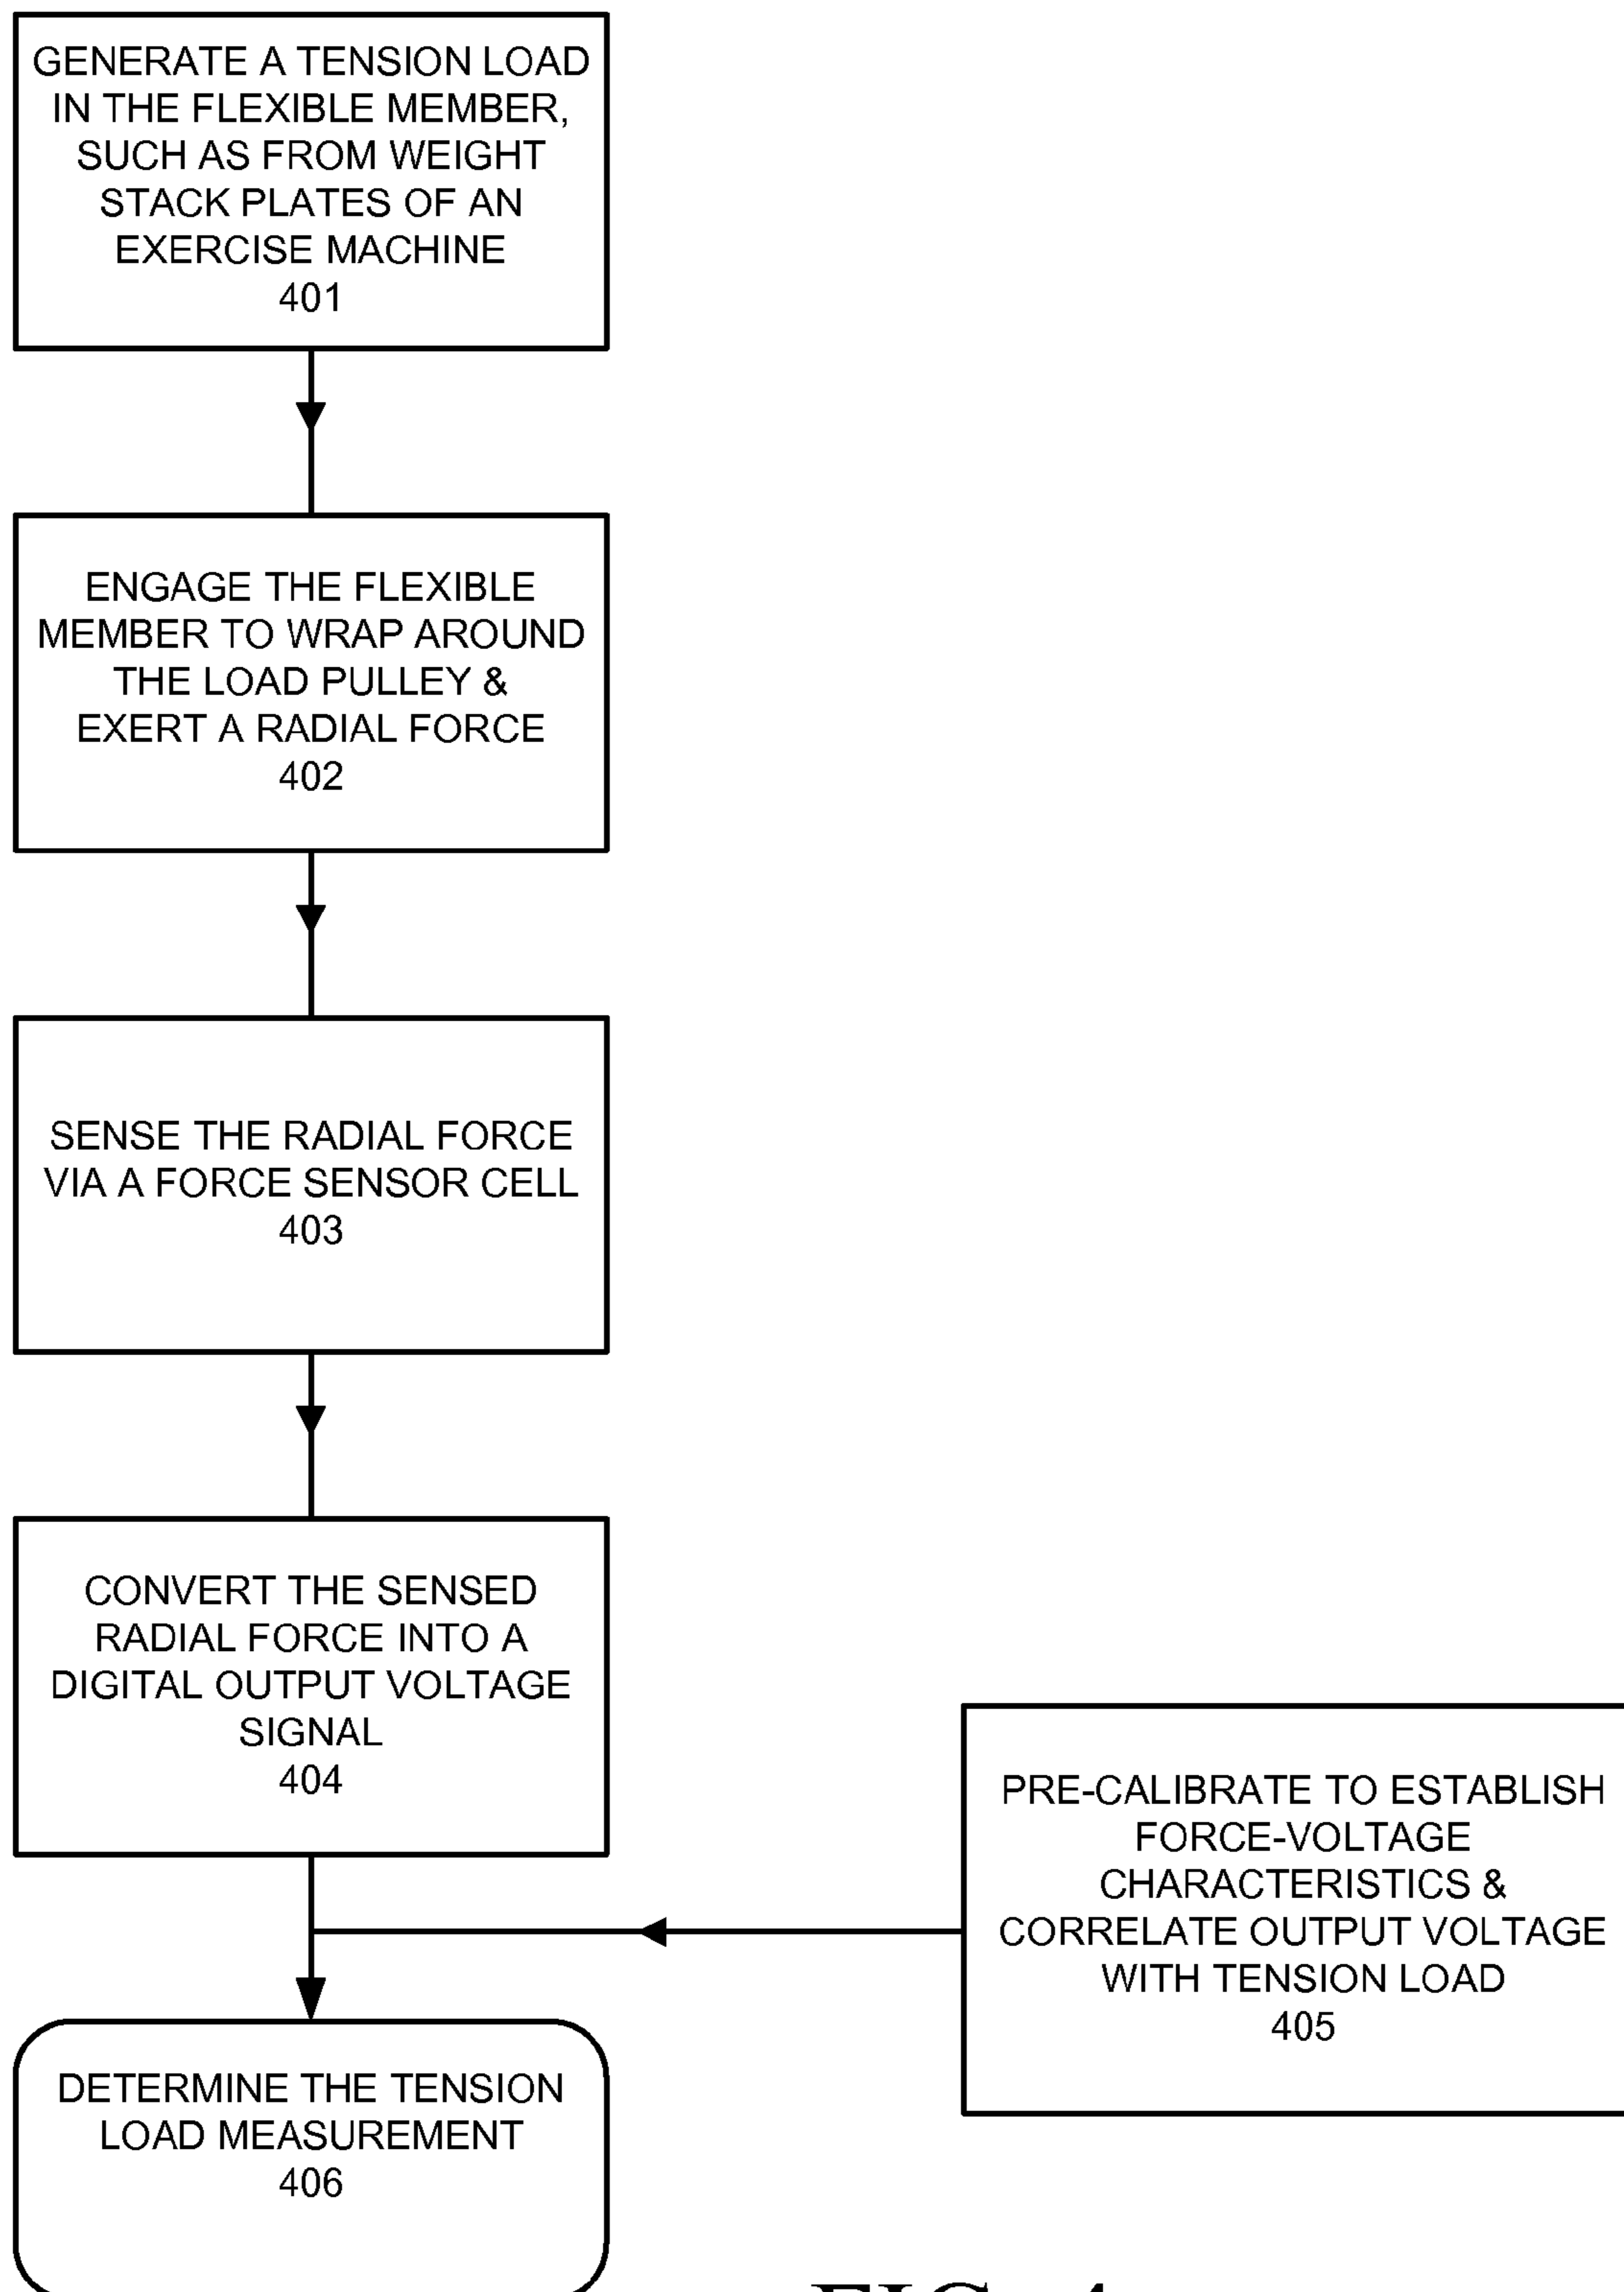 GENERATE A TENSION LOAD
IN THE FLEXIBLE MEMBER,
SUCH AS FROM WEIGHT
STACK PLATES OF AN
EXERCISE MACHINE
401
ENGAGE THE FLEXIBLE
MEMBER TO WRAP AROUND
THE LOAD PULLEY &
EXERT A RADIAL FORCE
402
SENSE THE RADIAL FORCE
VIA A FORCE SENSOR CELL
403
CONVERT THE SENSED
RADIAL FORCE INTO A
DIGITAL OUTPUT VOLTAGE
SIGNAL
404
PRE-CALIBRATE TO ESTABLISH
FORCE-VOLTAGE
CHARACTERISTICS &
CORRELATE OUTPUT VOLTAGE
WITH TENSION LOAD
405
DETERMINE THE TENSION
LOAD MEASUREMENT
406